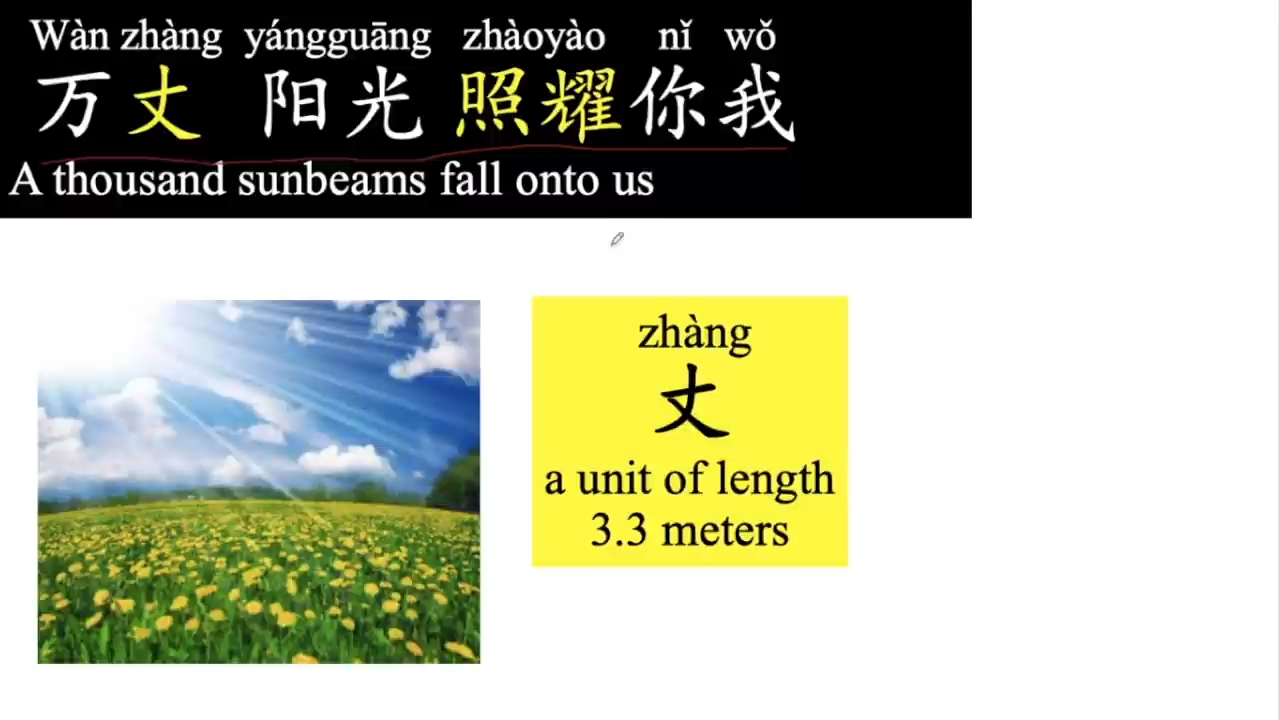 Wàn zhàng yángguāng zhàoyào nǐ wǒ
万丈 阳光 照耀你我
A thousand sunbeams fall onto us
zhàng
丈
a unit of length
3.3 meters